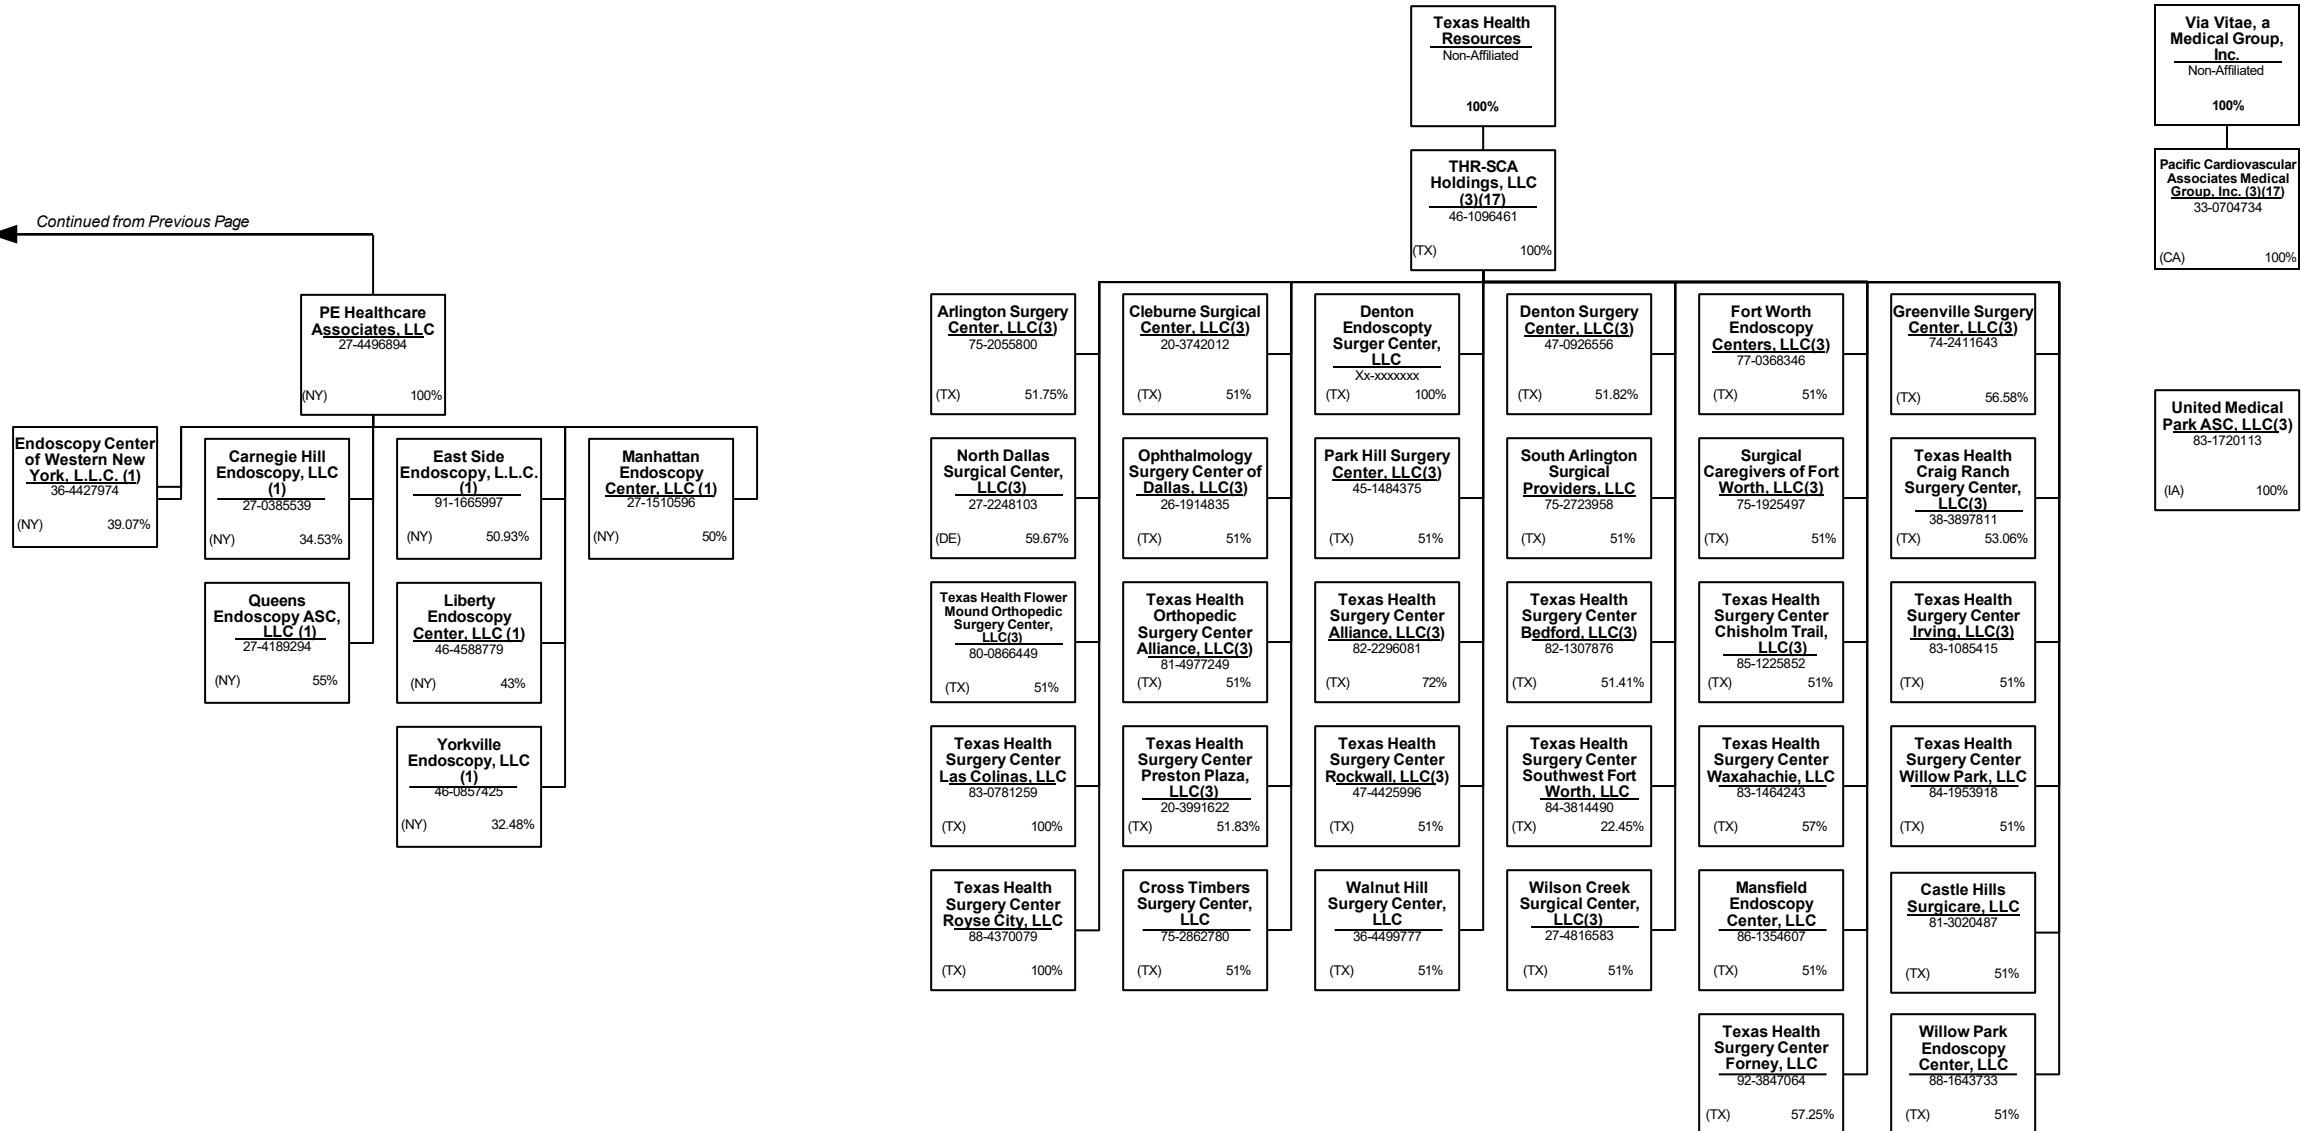 Continued from Previous Page
PE Healthcare
Associates, LLC
27-4496894
(NY) 100%
Endoscopy Center
of Western New
York, L.L.C. (1)
36-4427974
(NY) 39.07%
Carnegie Hill
Endoscopy, LLC
(1)
27-0385539
(NY) 34.53%
East Side
Endoscopy, L.L.C.
(1)
91-1665997
(NY) 50.93%
Manhattan
Endoscopy
Center, LLC (1)
27-1510596
(NY) 50%
Queens
Endoscopy ASC,
LLC (1)
27-4189294
(NY) 55%
Liberty
Endoscopy
Center, LLC (1)
46-4588779
(NY) 43%
Yorkville
Endoscopy, LLC
(1)
46-0857425
(NY) 32.48%
Texas Health
Resources
Non-Affiliated
100%
THR-SCA
Holdings, LLC
(3)(17)
46-1096461
(TX) 100%
Arlington Surgery
Center, LLC(3)
75-2055800
(TX) 51.75%
Cleburne Surgical
Center, LLC(3)
20-3742012
(TX) 51%
Denton
Endoscopty
Surger Center,
LLC
Xx-xxxxxxx
(TX) 100%
Denton Surgery
Center, LLC(3)
47-0926556
(TX) 51.82%
Fort Worth
Endoscopy
Centers, LLC(3)
77-0368346
(TX) 51%
Greenville Surgery
Center, LLC(3)
74-2411643
(TX) 56.58%
North Dallas
Surgical Center,
LLC(3)
27-2248103
(DE) 59.67%
Ophthalmology
Surgery Center of
Dallas, LLC(3)
26-1914835
(TX) 51%
Park Hill Surgery
Center, LLC(3)
45-1484375
(TX) 51%
South Arlington
Surgical
Providers, LLC
75-2723958
(TX) 51%
Surgical
Caregivers of Fort
Worth, LLC(3)
75-1925497
(TX) 51%
Texas Health
Craig Ranch
Surgery Center,
LLC(3)
38-3897811
(TX) 53.06%
Texas Health Flower
Mound Orthopedic
Surgery Center,
LLC(3)
80-0866449
(TX) 51%
Texas Health
Orthopedic
Surgery Center
Alliance, LLC(3)
81-4977249
(TX) 51%
Texas Health
Surgery Center
Alliance, LLC(3)
82-2296081
(TX) 72%
Texas Health
Surgery Center
Bedford, LLC(3)
82-1307876
(TX) 51.41%
Texas Health
Surgery Center
Chisholm Trail,
LLC(3)
85-1225852
(TX) 51%
Texas Health
Surgery Center
Irving, LLC(3)
83-1085415
(TX) 51%
Texas Health
Surgery Center
Las Colinas, LLC
83-0781259
(TX) 100%
Texas Health
Surgery Center
Preston Plaza,
LLC(3)
20-3991622
(TX) 51.83%
Texas Health
Surgery Center
Rockwall, LLC(3)
47-4425996
(TX) 51%
Texas Health
Surgery Center
Southwest Fort
Worth, LLC
84-3814490
(TX) 22.45%
Texas Health
Surgery Center
Waxahachie, LLC
83-1464243
(TX) 57%
Texas Health
Surgery Center
Willow Park, LLC
84-1953918
(TX) 51%
Texas Health
Surgery Center
Royse City, LLC
88-4370079
(TX) 100%
Cross Timbers
Surgery Center,
LLC
75-2862780
(TX) 51%
Walnut Hill
Surgery Center,
LLC
36-4499777
(TX) 51%
Wilson Creek
Surgical Center,
LLC(3)
27-4816583
(TX) 51%
Mansfield
Endoscopy
Center, LLC
86-1354607
(TX) 51%
Castle Hills
Surgicare, LLC
81-3020487
(TX) 51%
Texas Health
Surgery Center
Forney, LLC
92-3847064
(TX) 57.25%
Willow Park
Endoscopy
Center, LLC
88-1643733
(TX) 51%
Via Vitae, a
Medical Group,
Inc.
Non-Affiliated
100%
Pacific Cardiovascular
Associates Medical
Group, Inc. (3)(17)
33-0704734
(CA) 100%
United Medical
Park ASC, LLC(3)
83-1720113
(IA) 100%